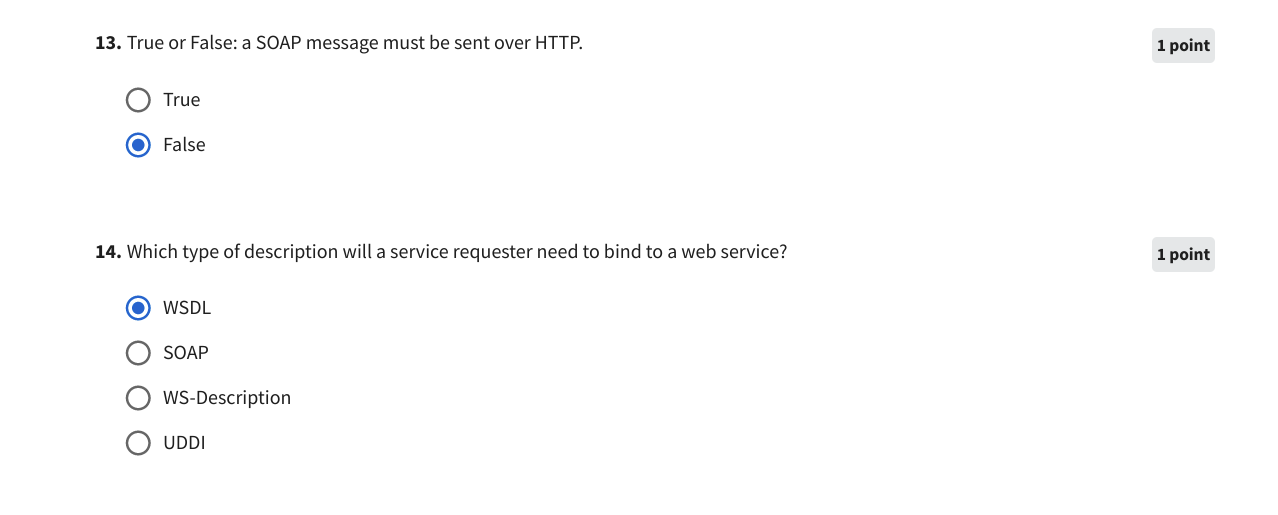 13. True or False: a SOAP message must be sent over HTTP.
1 point
True
False
14. Which type of description will a service requester need to bind to a web service?
1 point
WSDL
SOAP
WS-Description
UDDI